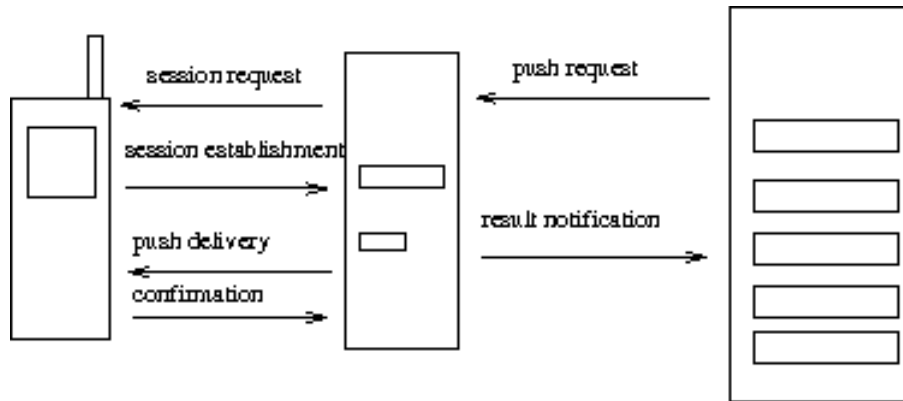 session request
push request
session establishment
result notification
push delivery
confirmation